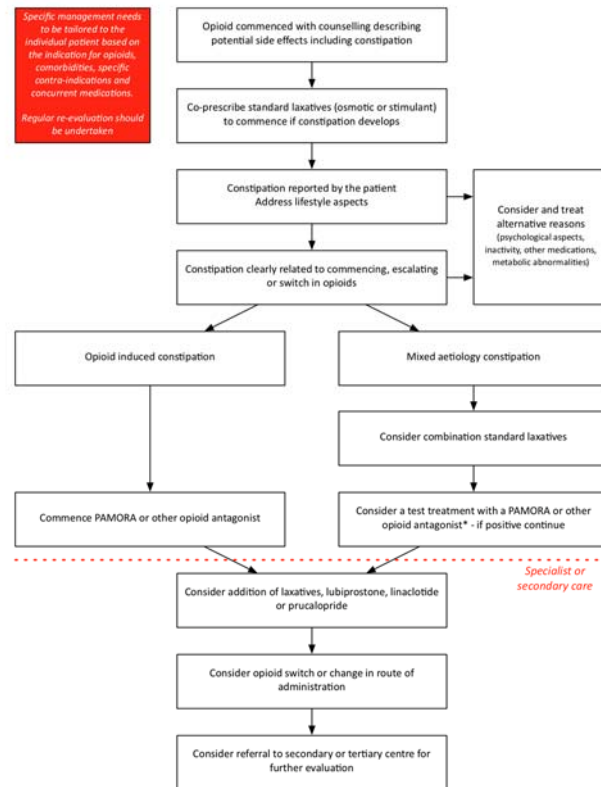 Specific management needs
to be tailored to the
individual patient based on
the indication for opioids,
comorbidities, specific
contra-indications and
concurrent medications.
Regular re-evaluation should
be undertaken
Opioid commenced with counselling describing
potential side effects including constipation
Co-prescribe standard laxatives (osmotic or stimulant)
to commence if constipation develops
Constipation reported by the patient
Address lifestyle aspects
Consider and treat
alternative reasons
(psychological aspects,
inactivity, other medications,
metabolic abnormalities)
Constipation clearly related to commencing, escalating
or switch in opioids
Opioid induced constipation
Mixed aetiology constipation
Consider combination standard laxatives
Commence PAMORA or other opioid antagonist
Consider a test treatment with a PAMORA or other
opioid antagonist* - if positive continue
Specialist or
secondary care
Consider addition of laxatives, lubiprostone, linaclotide
or prucalopride
Consider opioid switch or change in route of
administration
Consider referral to secondary or tertiary centre for
further evaluation